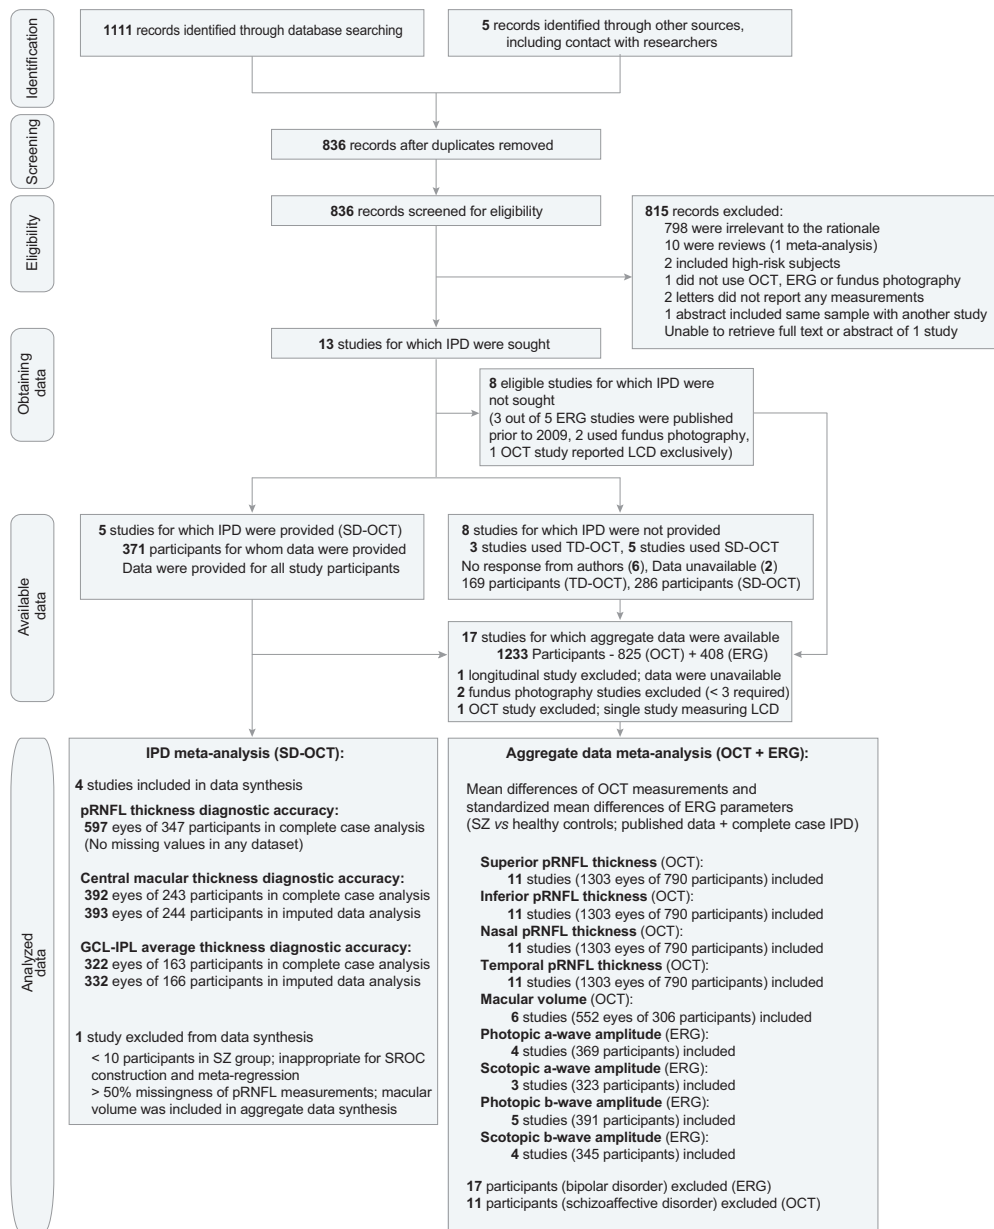 Identification
1111 records identified through database searching
5 records identified through other sources,
including contact with researchers
Screening
836 records after duplicates removed
Eligibility
836 records screened for eligibility
815 records excluded:
798 were irrelevant to the rationale
10 were reviews (1 meta-analysis)
2 included high-risk subjects
1 did not use OCT, ERG or fundus photography
2 letters did not report any measurements
1 abstract included same sample with another study
Unable to retrieve full text or abstract of 1 study
Obtaining
data
13 studies for which IPD were sought
8 eligible studies for which IPD were
not sought
(3 out of 5 ERG studies were published
prior to 2009, 2 used fundus photography,
1 OCT study reported LCD exclusively)
Available
data
5 studies for which IPD were provided (SD-OCT)
371 participants for whom data were provided
Data were provided for all study participants
8 studies for which IPD were not provided
3 studies used TD-OCT, 5 studies used SD-OCT
No response from authors (6), Data unavailable (2)
169 participants (TD-OCT), 286 participants (SD-OCT)
17 studies for which aggregate data were available
1233 Participants - 825 (OCT) + 408 (ERG)
1 longitudinal study excluded; data were unavailable
2 fundus photography studies excluded (< 3 required)
1 OCT study excluded; single study measuring LCD
Analyzed
data
IPD meta-analysis (SD-OCT):
4 studies included in data synthesis
pRNFL thickness diagnostic accuracy:
597 eyes of 347 participants in complete case analysis
(No missing values in any dataset)
Central macular thickness diagnostic accuracy:
392 eyes of 243 participants in complete case analysis
393 eyes of 244 participants in imputed data analysis
GCL-IPL average thickness diagnostic accuracy:
322 eyes of 163 participants in complete case analysis
332 eyes of 166 participants in imputed data analysis
1 study excluded from data synthesis
< 10 participants in SZ group; inappropriate for SROC
construction and meta-regression
> 50% missingness of pRNFL measurements; macular
volume was included in aggregate data synthesis
Aggregate data meta-analysis (OCT + ERG):
Mean differences of OCT measurements and
standardized mean differences of ERG parameters
(SZ vs healthy controls; published data + complete case IPD)
Superior pRNFL thickness (OCT):
11 studies (1303 eyes of 790 participants) included
Inferior pRNFL thickness (OCT):
11 studies (1303 eyes of 790 participants) included
Nasal pRNFL thickness (OCT):
11 studies (1303 eyes of 790 participants) included
Temporal pRNFL thickness (OCT):
11 studies (1303 eyes of 790 participants) included
Macular volume (OCT):
6 studies (552 eyes of 306 participants) included
Photopic a-wave amplitude (ERG):
4 studies (369 participants) included
Scotopic a-wave amplitude (ERG):
3 studies (323 participants) included
Photopic b-wave amplitude (ERG):
5 studies (391 participants) included
Scotopic b-wave amplitude (ERG):
4 studies (345 participants) included
17 participants (bipolar disorder) excluded (ERG)
11 participants (schizoaffective disorder) excluded (OCT)